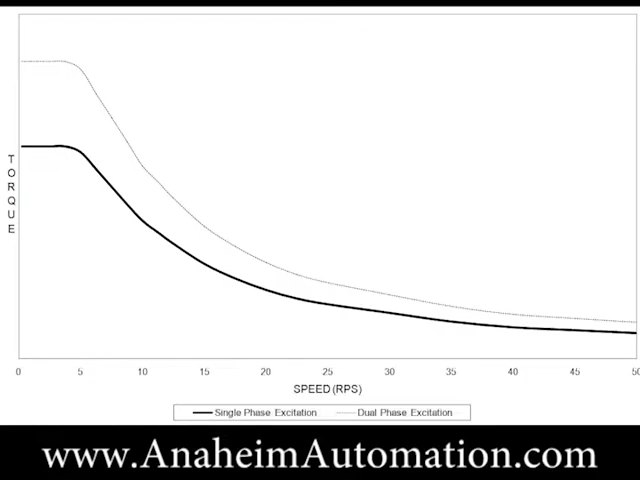 TORQUE
0 5 10 15 20 25 30 35 40 45 50
SPEED (RPS)
Single Phase Excitation Dual Phase Excitation
www.AnaheimAutomation.com